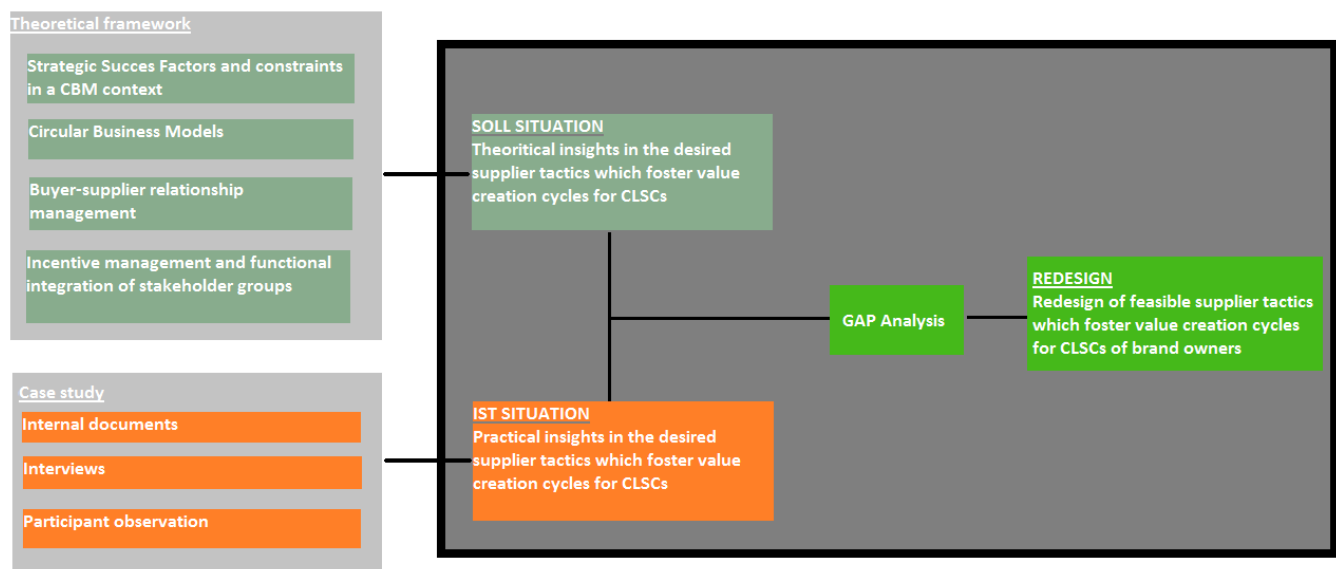 Theoretical framework
Strategic Succes Factors and constraints
in a CBM context
Circular Business Models
Buyer-supplier relationship
management
Incentive management and functional
integration of stakeholder groups
Case study
Internal documents
Interviews
Participant observation
SOLL SITUATION
Theoritical insights in the desired
supplier tactics which foster value
creation cycles for CLSCs
IST SITUATION
Practical insights in the desired
supplier tactics which foster value
creation cycles for CLSCs
GAP Analysis
REDESIGN
Redesign of feasible supplier tactics
which foster value creation cycles
for CLSCs of brand owners